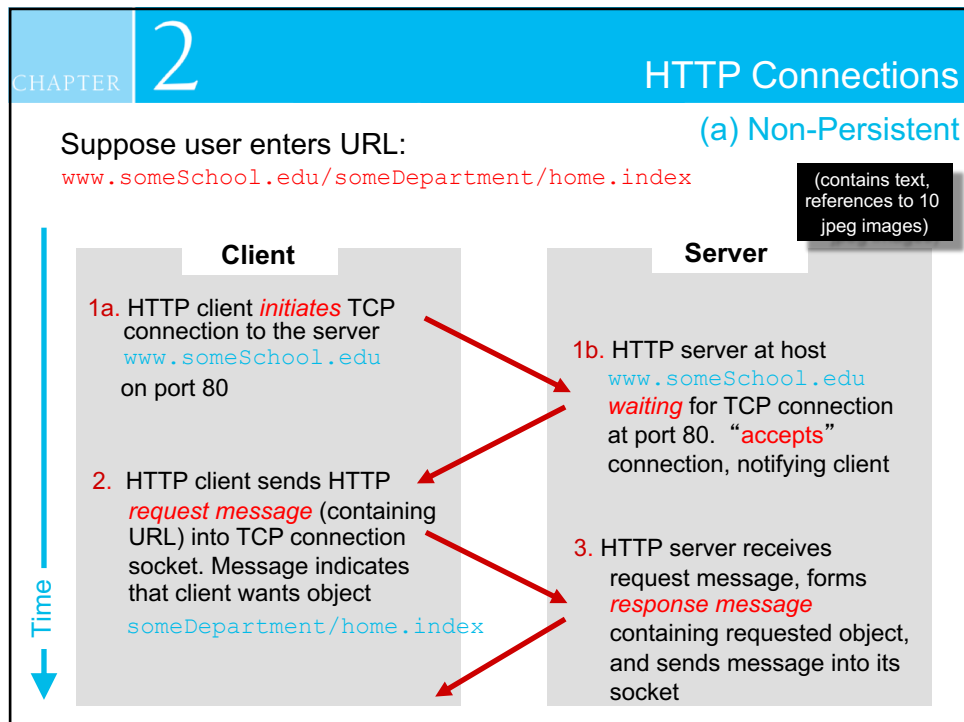 CHAPTER 2
HTTP Connections
(a) Non-Persistent
Suppose user enters URL:
www.someSchool.edu/someDepartment/home.index
(contains text,
references to 10
jpeg images)
Client
1a. HTTP client initiates TCP
connection to the server
www.someSchool.edu
on port 80
2. HTTP client sends HTTP
request message (containing
URL) into TCP connection
socket. Message indicates
that client wants object
someDepartment/home.index
Server
1b. HTTP server at host
www.someSchool.edu
waiting for TCP connection
at port 80. “accepts”
connection, notifying client
3. HTTP server receives
request message, forms
response message
containing requested object,
and sends message into its
socket
Time